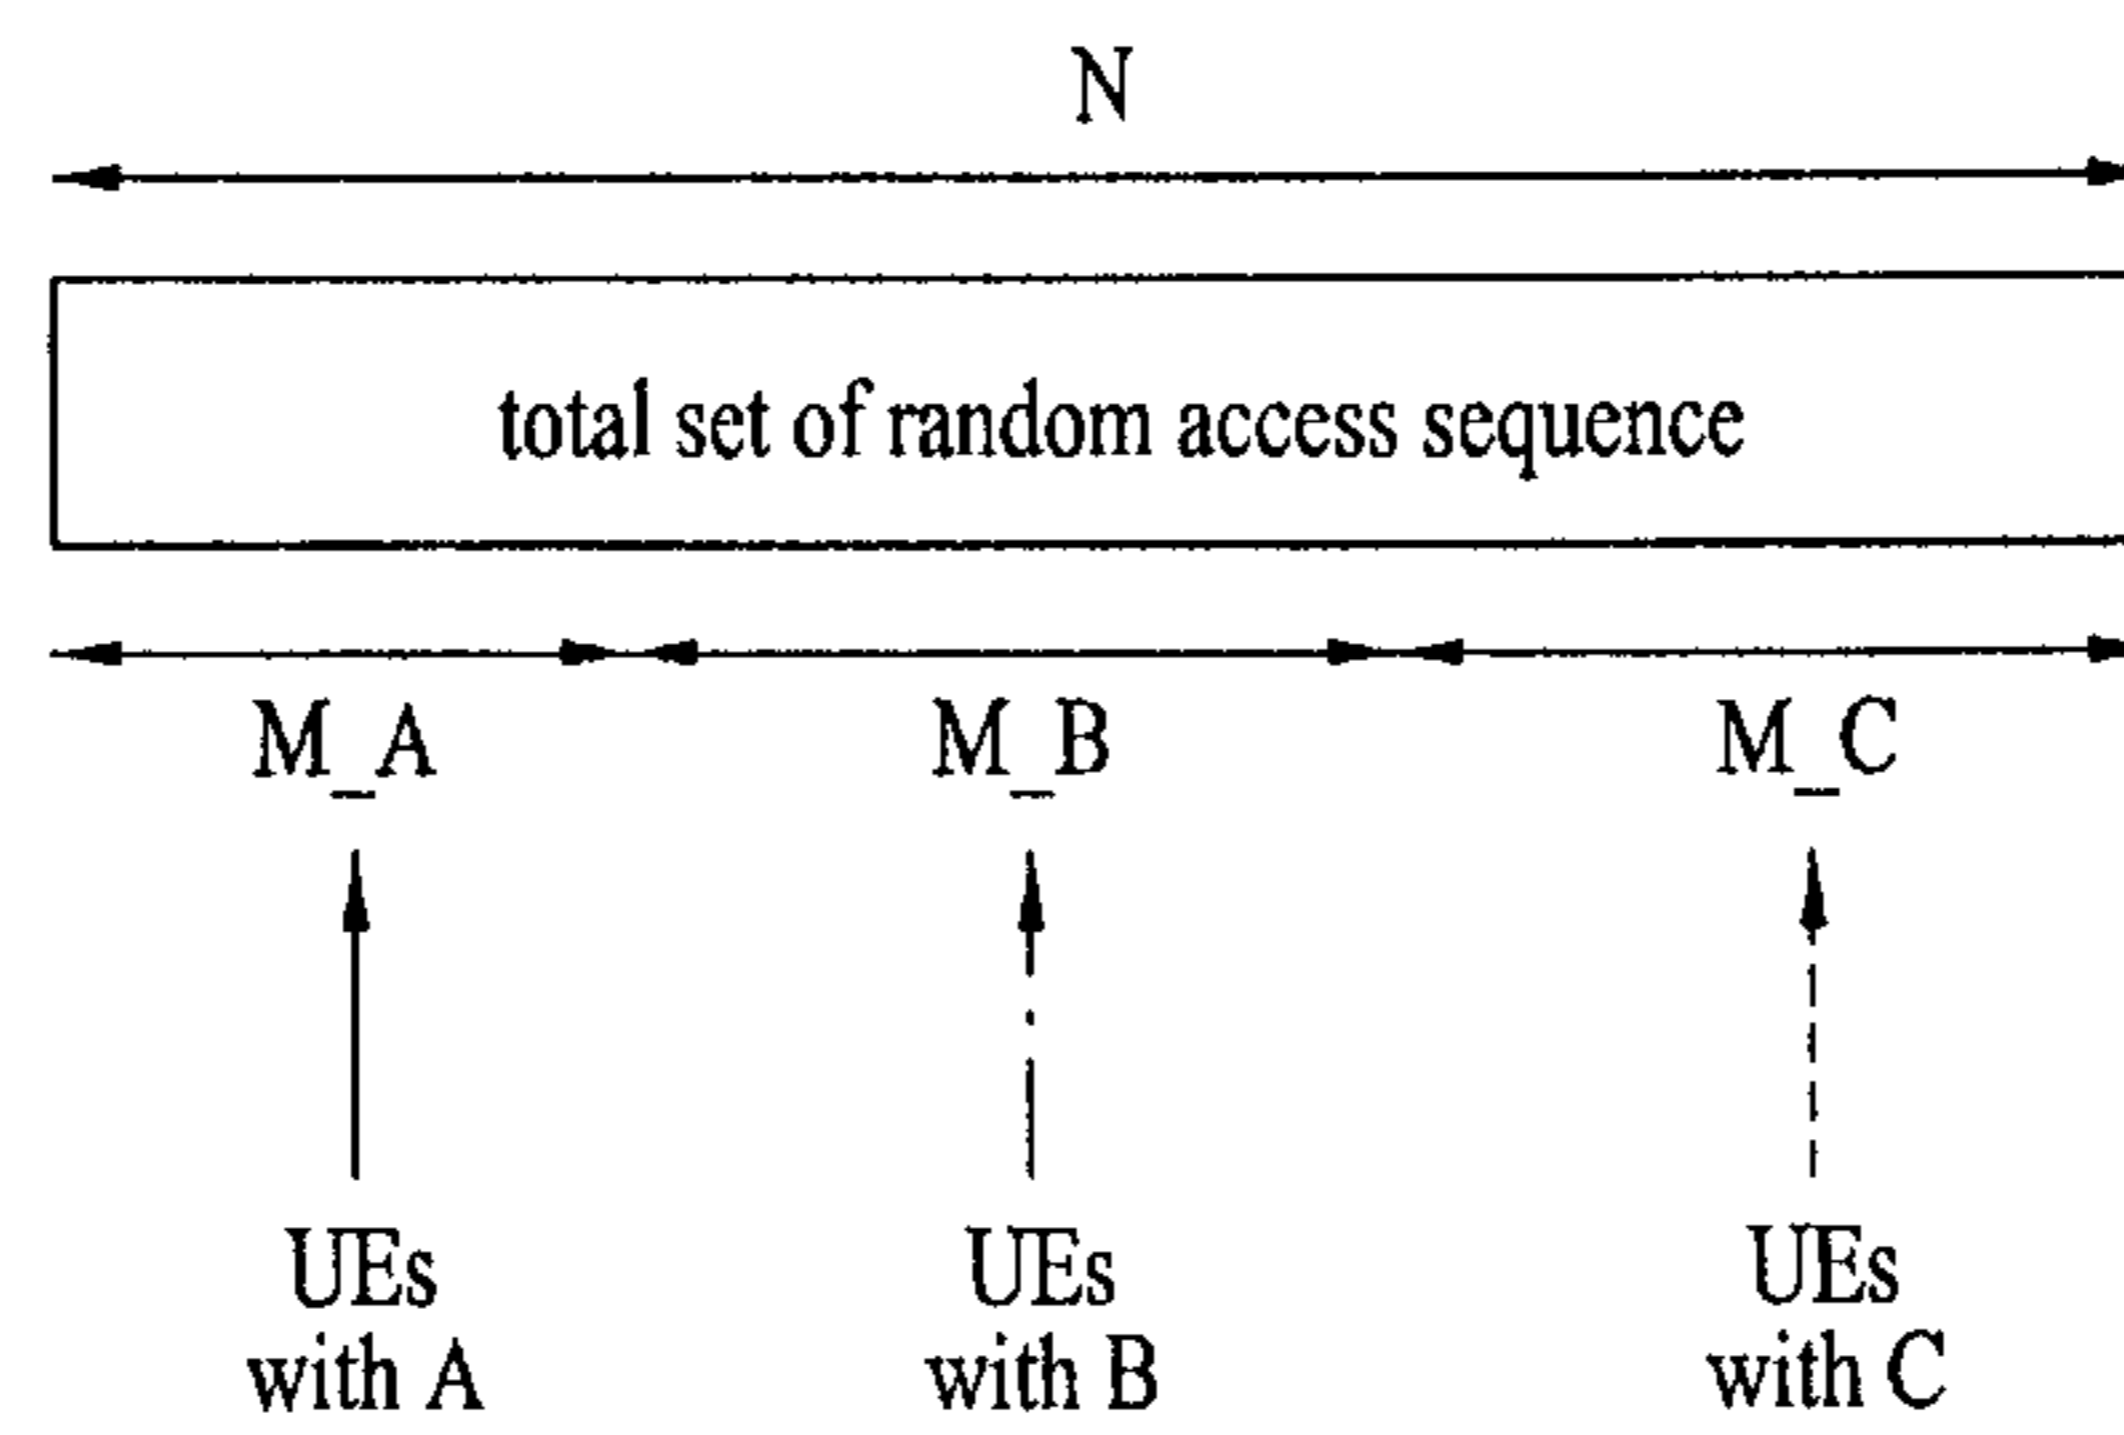 N
total set of random access sequence
M_A
M_B
M_C
UEs
with A
UEs
with B
UEs
with C